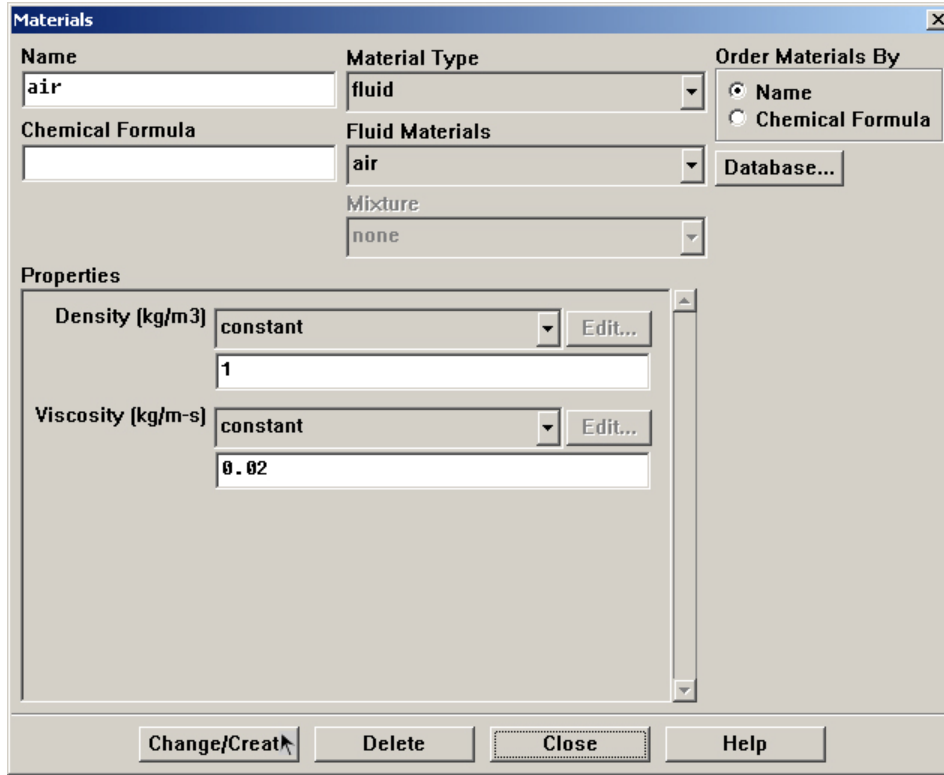 Materials
Name
Material Type
Order Materials By
air
fluid
Name
Chemical Formula
Chemical Formula
Fluid Materials
air
Database...
Mixture
none
Properties
Density (kg/m3)
constant
Edit...
1
Viscosity (kg/m-s)
constant
Edit...
0.02
Change/Creat
Delete
Close
Help